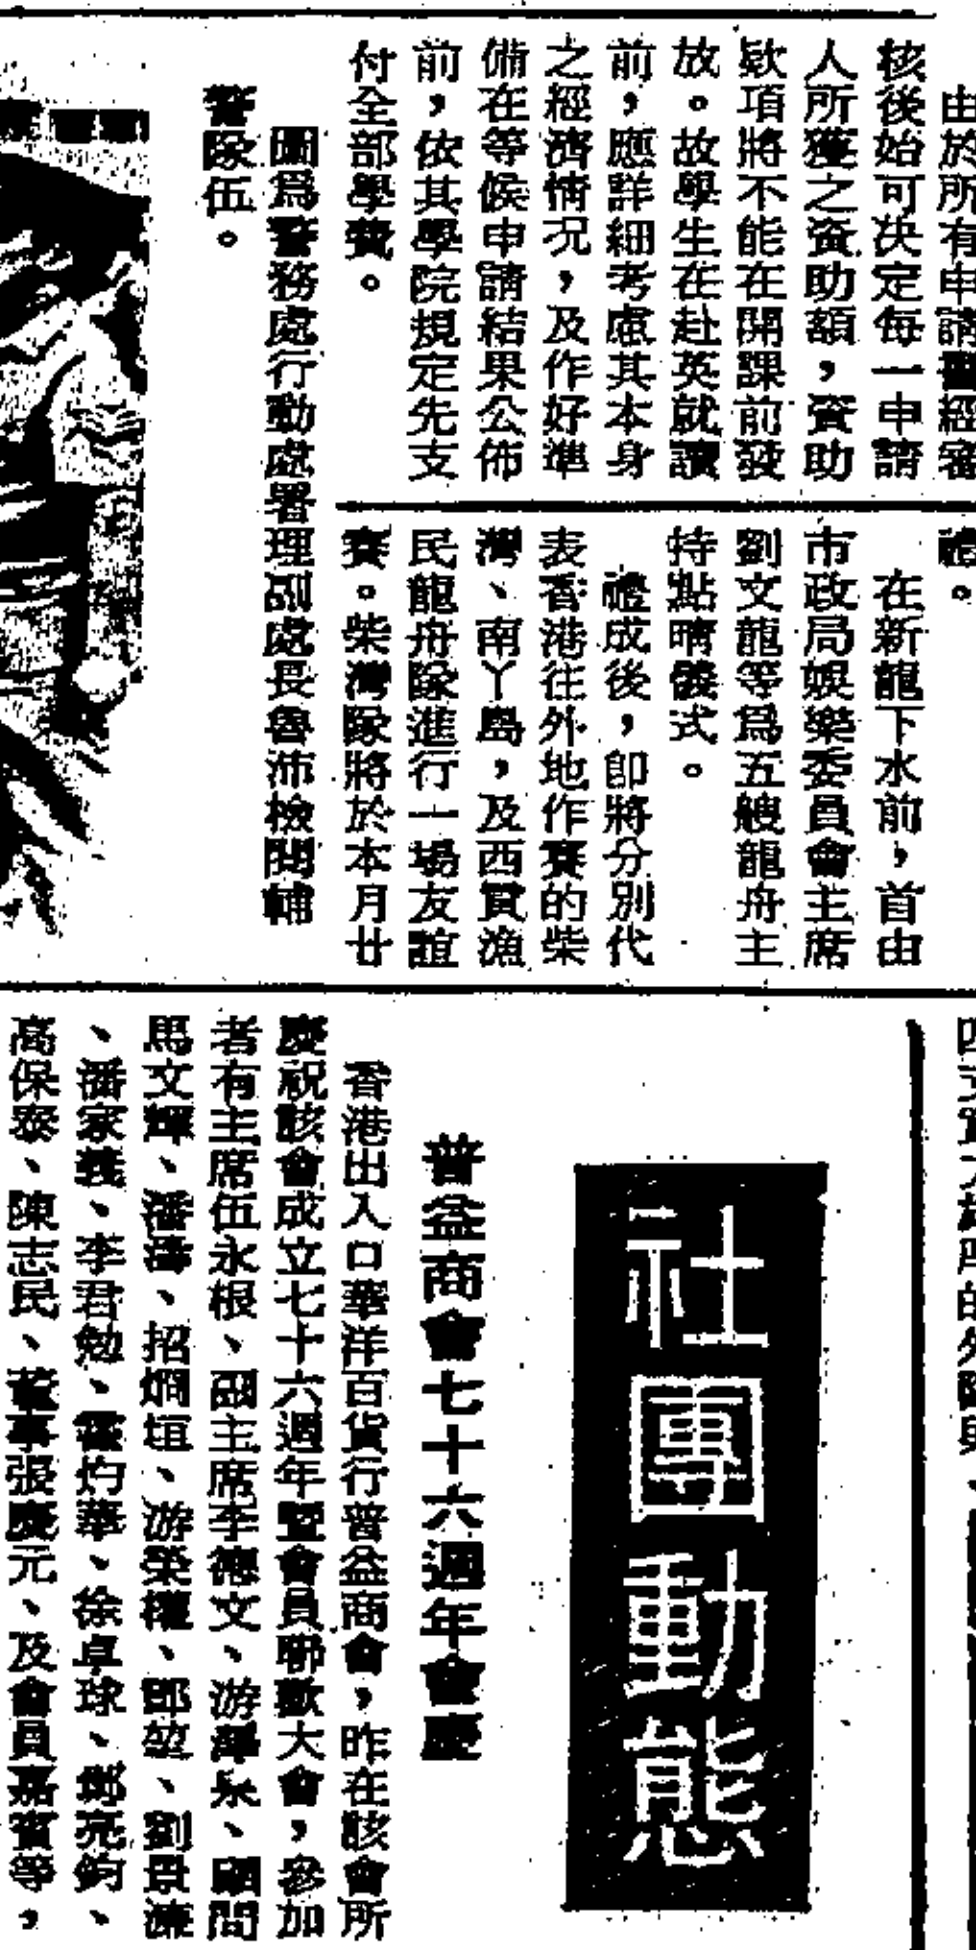 由於所有申請書經審
核後始可決定每一申請
人所獲之資助額，資助
欵項將不能在開課前發
放。故學生在赴英就讀
前，應詳細考慮其本身
之經濟情況，及作好準
備在等候申請結果公佈
前，依其學院規定先支
付全部學費。
圖爲警務處行動處署理副處長魯沛檢閱輔
警隊伍。
禮。
在新龍下水前，首由
市政局娛樂委員會主席
劉文龍等爲五艘龍舟主
持點睛儀式。
禮成後，即將分別代
表香港往外地作賽的柴
灣、南丫島，及西貢漁
民龍舟隊進行一場友誼
賽。柴灣隊將於本月廿
社團動態
普益商會七十六週年會慶
香港出入口華洋百貨行普益商會，昨在該會所
慶祝該會成立七十六週年暨會員聯歡大會，參加
者有主席伍永根、副主席李德文、游澤泉、顧問
馬文輝、潘濤、招烱垣、游榮權、鄧堃、劉景濂
、潘家義、李君勉、霍灼華、徐卓球、鄭亮鈞、
高保泰、陳志民、董事張慶元、及會員嘉賓等，